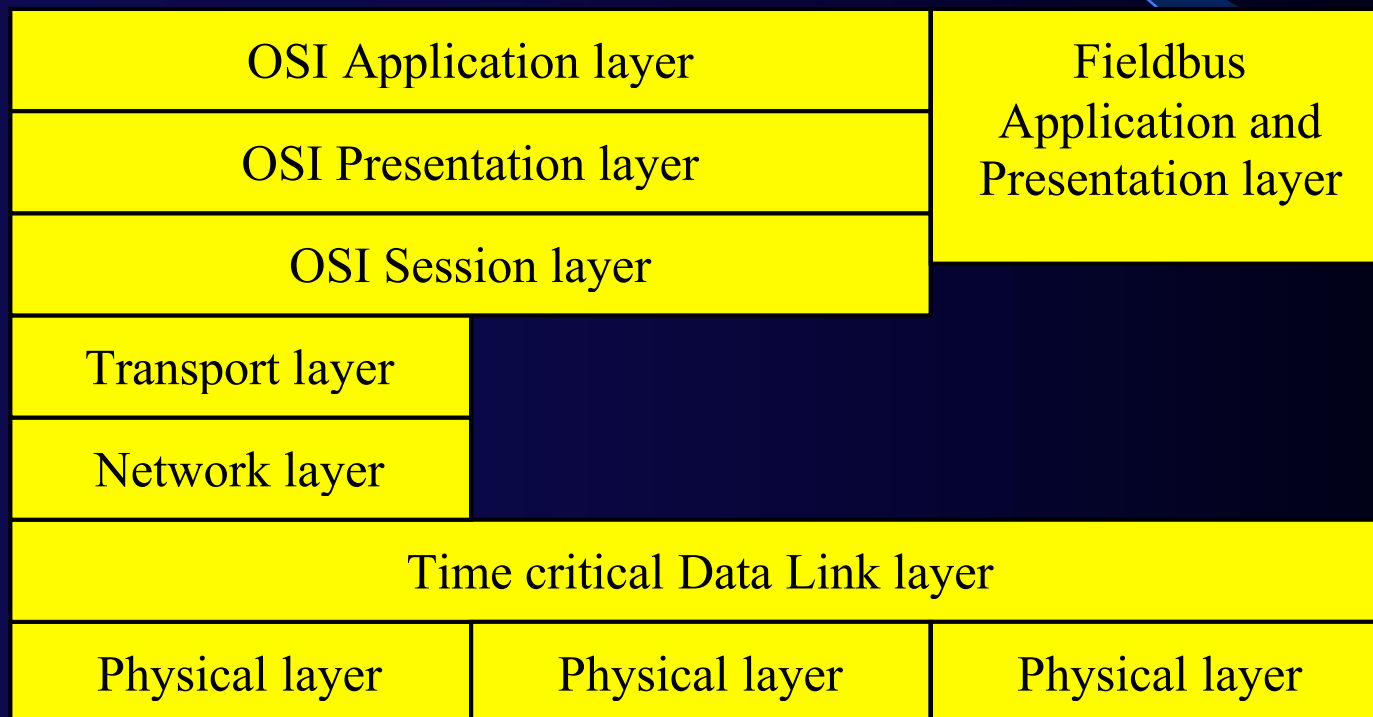 OSI Application layer
Fieldbus
Application and
Presentation layer
OSI Presentation layer
OSI Session layer
Transport layer
Network layer
Time critical Data Link layer
Physical layer
Physical layer
Physical layer